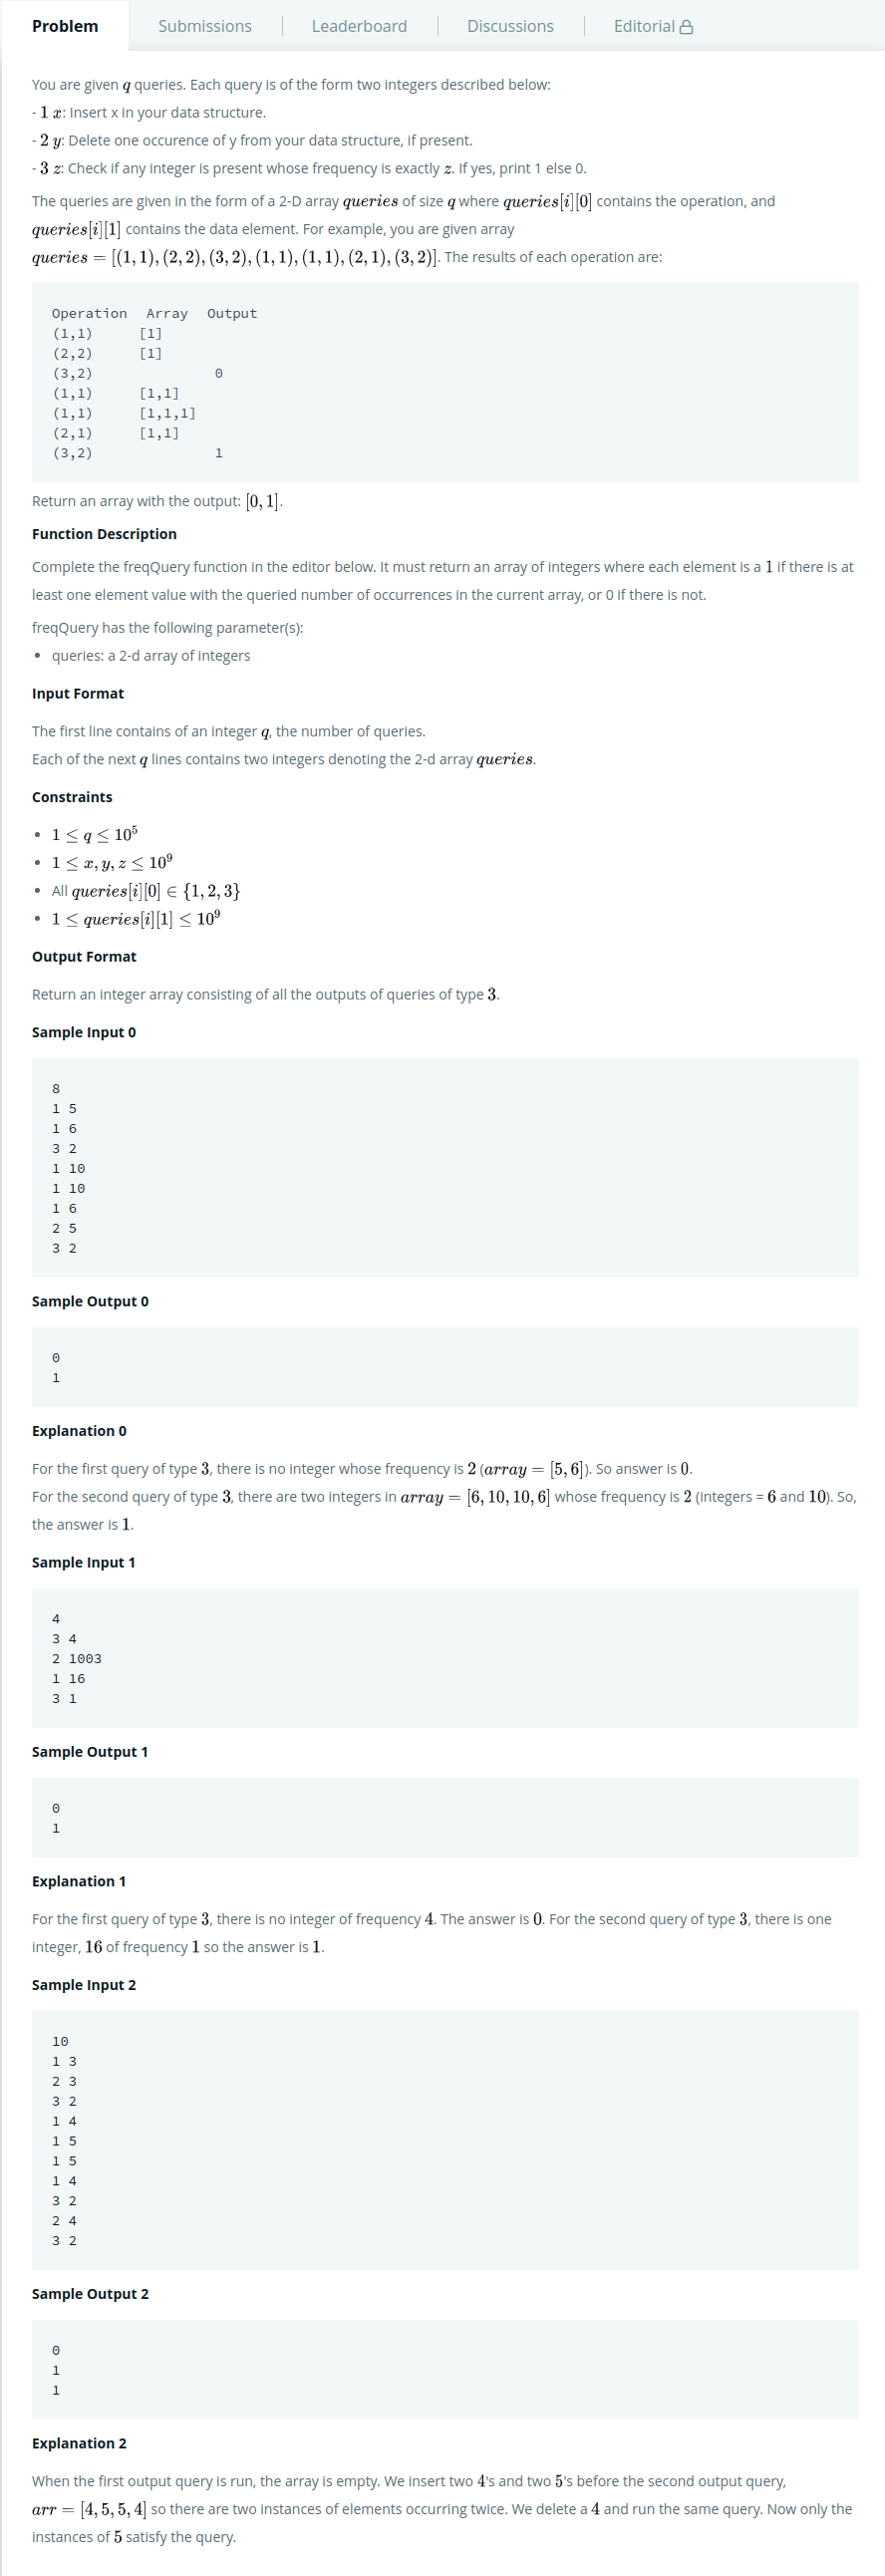 Problem Submissions Leaderboard Discussions Editorial
You are given q queries. Each query is of the form two integers described below:
- 1 x: Insert x in your data structure.
- 2 y: Delete one occurence of y from your data structure, if present.
- 3 z: Check if any integer is present whose frequency is exactly z. If yes, print 1 else 0.
The queries are given in the form of a 2-D array queries of size q where queries[i][0] contains the operation, and
queries[i][1] contains the data element. For example, you are given array
queries = [(1, 1), (2, 2), (3, 2), (1, 1), (1, 1), (2, 1), (3, 2)]. The results of each operation are:
Operation Array Output
(1,1) [1]
(2,2) [1]
(3,2) 0
(1,1) [1,1]
(1,1) [1,1,1]
(2,1) [1,1]
(3,2) 1
Return an array with the output: [0, 1].
Function Description
Complete the freqQuery function in the editor below. It must return an array of integers where each element is a 1 if there is at
least one element value with the queried number of occurrences in the current array, or 0 if there is not.
freqQuery has the following parameter(s):
• queries: a 2-d array of integers
Input Format
The first line contains of an integer q, the number of queries.
Each of the next q lines contains two integers denoting the 2-d array queries.
Constraints
• 1 ≤ q ≤ 10⁵
• 1 ≤ x, y, z ≤ 10⁹
• All queries[i][0] ∈ {1, 2, 3}
• 1 ≤ queries[i][1] ≤ 10⁹
Output Format
Return an integer array consisting of all the outputs of queries of type 3.
Sample Input 0
8
1 5
1 6
3 2
1 10
1 10
1 6
2 5
3 2
Sample Output 0
0
1
Explanation 0
For the first query of type 3, there is no integer whose frequency is 2 (array = [5, 6]). So answer is 0.
For the second query of type 3, there are two integers in array = [6, 10, 10, 6] whose frequency is 2 (integers = 6 and 10). So,
the answer is 1.
Sample Input 1
4
3 4
2 1003
1 16
3 1
Sample Output 1
0
1
Explanation 1
For the first query of type 3, there is no integer of frequency 4. The answer is 0. For the second query of type 3, there is one
integer, 16 of frequency 1 so the answer is 1.
Sample Input 2
10
1 3
2 3
3 2
1 4
1 5
1 5
1 4
3 2
2 4
3 2
Sample Output 2
0
1
1
Explanation 2
When the first output query is run, the array is empty. We insert two 4's and two 5's before the second output query,
arr = [4, 5, 5, 4] so there are two instances of elements occurring twice. We delete a 4 and run the same query. Now only the
instances of 5 satisfy the query.